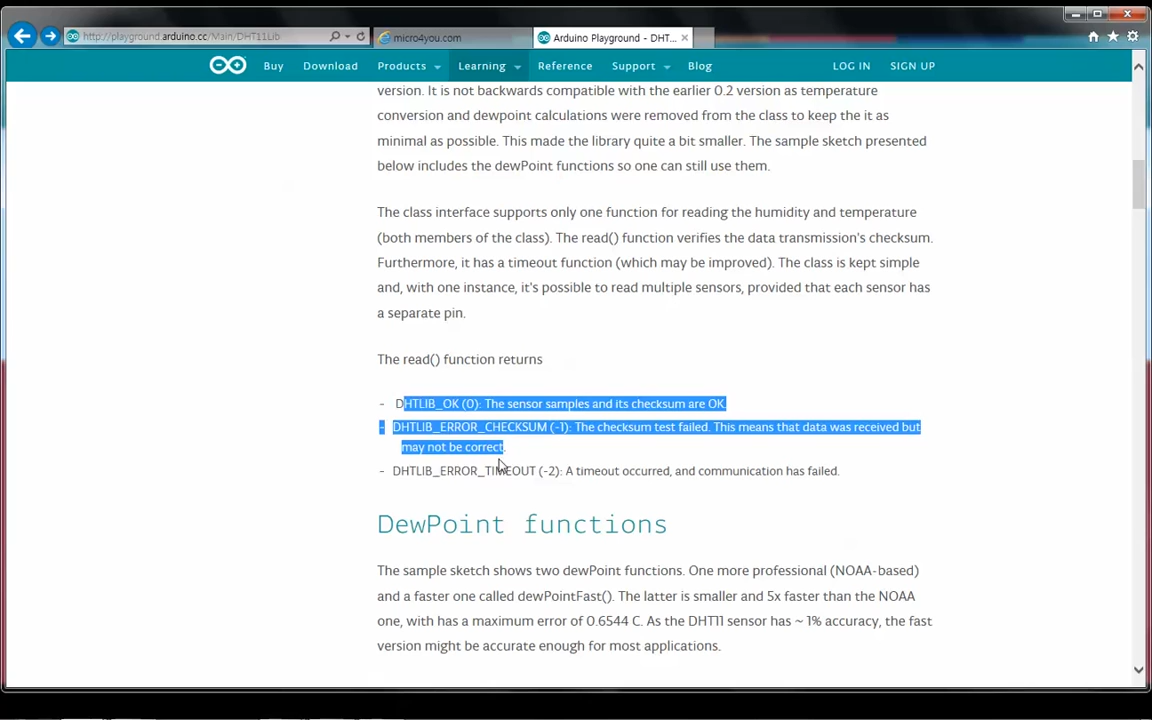 http://playground.arduino.cc/Main/DHT11Lib
micro4you.com
Arduino Playground - DHT...
Buy Download Products Learning Reference Support Blog LOG IN SIGN UP
version. It is not backwards compatible with the earlier 0.2 version as temperature
conversion and dewpoint calculations were removed from the class to keep the it as
minimal as possible. This made the library quite a bit smaller. The sample sketch presented
below includes the dewPoint functions so one can still use them.
The class interface supports only one function for reading the humidity and temperature
(both members of the class). The read() function verifies the data transmission's checksum.
Furthermore, it has a timeout function (which may be improved). The class is kept simple
and, with one instance, it's possible to read multiple sensors, provided that each sensor has
a separate pin.
The read() function returns
- DHTLIB_OK (0): The sensor samples and its checksum are OK.
- DHTLIB_ERROR_CHECKSUM (-1): The checksum test failed. This means that data was received but
may not be correct.
- DHTLIB_ERROR_TIMEOUT (-2): A timeout occurred, and communication has failed.
DewPoint functions
The sample sketch shows two dewPoint functions. One more professional (NOAA-based)
and a faster one called dewPointFast(). The latter is smaller and 5x faster than the NOAA
one, with has a maximum error of 0.6544 C. As the DHT11 sensor has ~ 1% accuracy, the fast
version might be accurate enough for most applications.